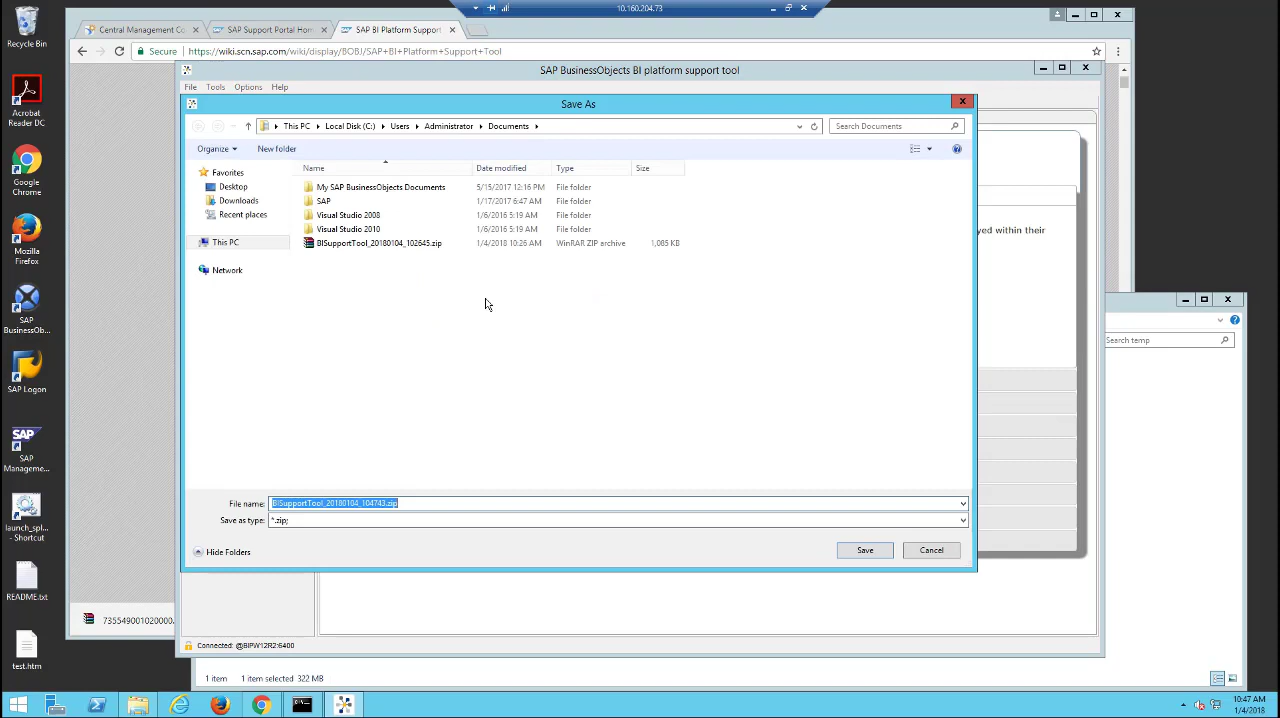 10.160.204.73
Recycle Bin
Acrobat Reader DC
Google Chrome
Mozilla Firefox
SAP BusinessOb...
SAP Logon
SAP Manageme...
launch_spl... - Shortcut
README.txt
test.htm
Central Management Co
SAP Support Portal Hom
SAP BI Platform Support
Secure
https://wiki.scn.sap.com/wiki/display/BOBJ/SAP+BI+Platform+Support+Tool
SAP BusinessObjects BI platform support tool
File Tools Options Help
Save As
This PC Local Disk (C:) Users Administrator Documents
Search Documents
Organize New folder
Name Date modified Type Size
Favorites
Desktop
Downloads
Recent places
This PC
Network
My SAP BusinessObjects Documents 5/15/2017 12:16 PM File folder
SAP 1/17/2017 6:47 AM File folder
Visual Studio 2008 1/6/2016 5:19 AM File folder
Visual Studio 2010 1/6/2016 5:19 AM File folder
BISupportTool_20180104_102645.zip 1/4/2018 10:26 AM WinRAR ZIP archive 1,085 KB
yed within their
Search temp
File name: BISupportTool_20180104_104743.zip
Save as type: *.zip;
Hide Folders Save Cancel
735549001020000.
Connected: @BIPW12R2:6400
1 item 1 item selected 322 MB
10:47 AM
1/4/2018